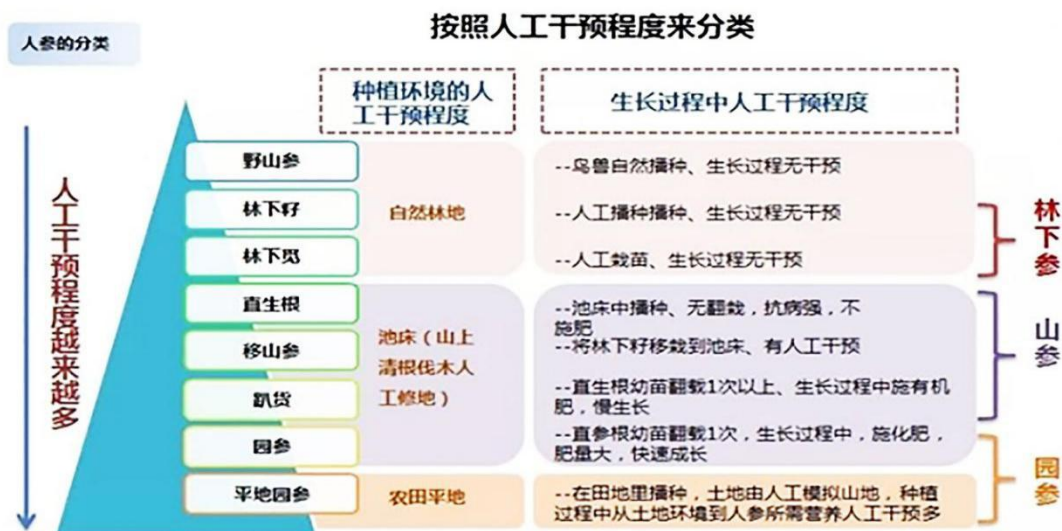 按照人工干预程度来分类
人参的分类
种植环境的人
工干预程度
生长过程中人工干预程度
人工干预程度越来越多
野山参
林下籽
林下觅
直生根
移山参
趴货
园参
平地园参
自然林地
池床（山上
清根伐木人
工修地）
农田平地
--鸟兽自然播种、生长过程无干预
--人工播种播种、生长过程无干预
--人工栽苗、生长过程无干预
--池床中播种、无翻栽，抗病强，不
施肥
--将林下籽移栽到池床、有人工干预
--直生根幼苗翻载1次以上、生长过程中施有机
肥，慢生长
--直参根幼苗翻载1次，生长过程中，施化肥，
肥量大，快速成长
--在田地里播种，土地由人工模拟山地，种植
过程中从土地环境到人参所需营养人工干预多
林下参
山参
园参